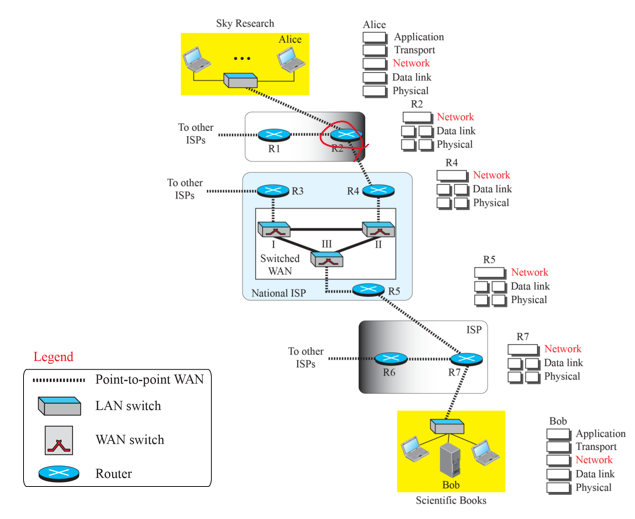 Sky Research
Alice
Alice
Application
Transport
Network
Data link
Physical
To other
ISPs
R1
R2
R2
Network
Data link
Physical
To other
ISPs
R3
R4
R4
Network
Data link
Physical
I
III
II
Switched
WAN
National ISP
R5
R5
Network
Data link
Physical
ISP
To other
ISPs
R6
R7
R7
Network
Data link
Physical
Legend
Point-to-point WAN
LAN switch
WAN switch
Router
Bob
Scientific Books
Bob
Application
Transport
Network
Data link
Physical